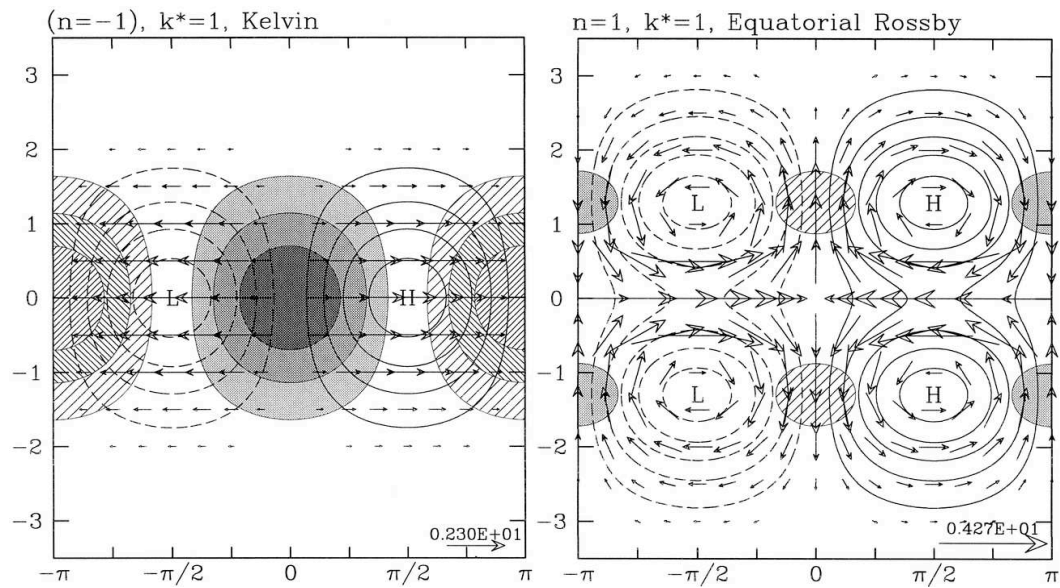 (n=−1), k*=1, Kelvin
3
2
1
0
−1
−2
−3
L
H
0.230E+01
−π
−π/2
0
π/2
π
n=1, k*=1, Equatorial Rossby
3
2
1
0
−1
−2
−3
L
H
L
H
0.427E+01
−π
−π/2
0
π/2
π